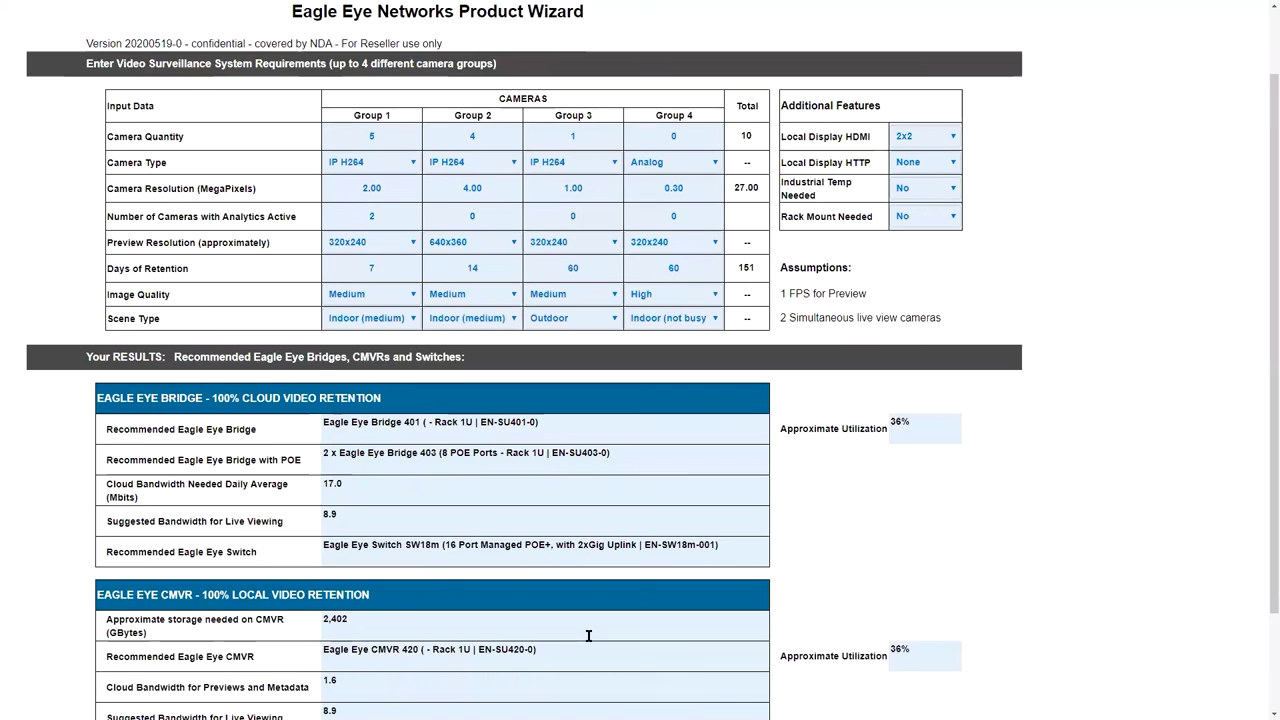 Eagle Eye Networks Product Wizard
Version 20200519-0 - confidential - covered by NDA - For Reseller use only
Enter Video Surveillance System Requirements (up to 4 different camera groups)
Input Data CAMERAS Total
Group 1 Group 2 Group 3 Group 4
Camera Quantity 5 4 1 0 10
Camera Type IP H264 IP H264 IP H264 Analog --
Camera Resolution (MegaPixels) 2.00 4.00 1.00 0.30 27.00
Number of Cameras with Analytics Active 2 0 0 0
Preview Resolution (approximately) 320x240 640x360 320x240 320x240 --
Days of Retention 7 14 60 60 151
Image Quality Medium Medium Medium High --
Scene Type Indoor (medium) Indoor (medium) Outdoor Indoor (not busy --
Additional Features
Local Display HDMI 2x2
Local Display HTTP None
Industrial Temp Needed No
Rack Mount Needed No
Assumptions:
1 FPS for Preview
2 Simultaneous live view cameras
Your RESULTS: Recommended Eagle Eye Bridges, CMVRs and Switches:
EAGLE EYE BRIDGE - 100% CLOUD VIDEO RETENTION
Recommended Eagle Eye Bridge Eagle Eye Bridge 401 ( - Rack 1U | EN-SU401-0)
Approximate Utilization 36%
Recommended Eagle Eye Bridge with POE 2 x Eagle Eye Bridge 403 (8 POE Ports - Rack 1U | EN-SU403-0)
Cloud Bandwidth Needed Daily Average (Mbits) 17.0
Suggested Bandwidth for Live Viewing 8.9
Recommended Eagle Eye Switch Eagle Eye Switch SW18m (16 Port Managed POE+, with 2xGig Uplink | EN-SW18m-001)
EAGLE EYE CMVR - 100% LOCAL VIDEO RETENTION
Approximate storage needed on CMVR (GBytes) 2,402
Recommended Eagle Eye CMVR Eagle Eye CMVR 420 ( - Rack 1U | EN-SU420-0)
Approximate Utilization 36%
Cloud Bandwidth for Previews and Metadata 1.6
Suggested Bandwidth for Live Viewing 8.9